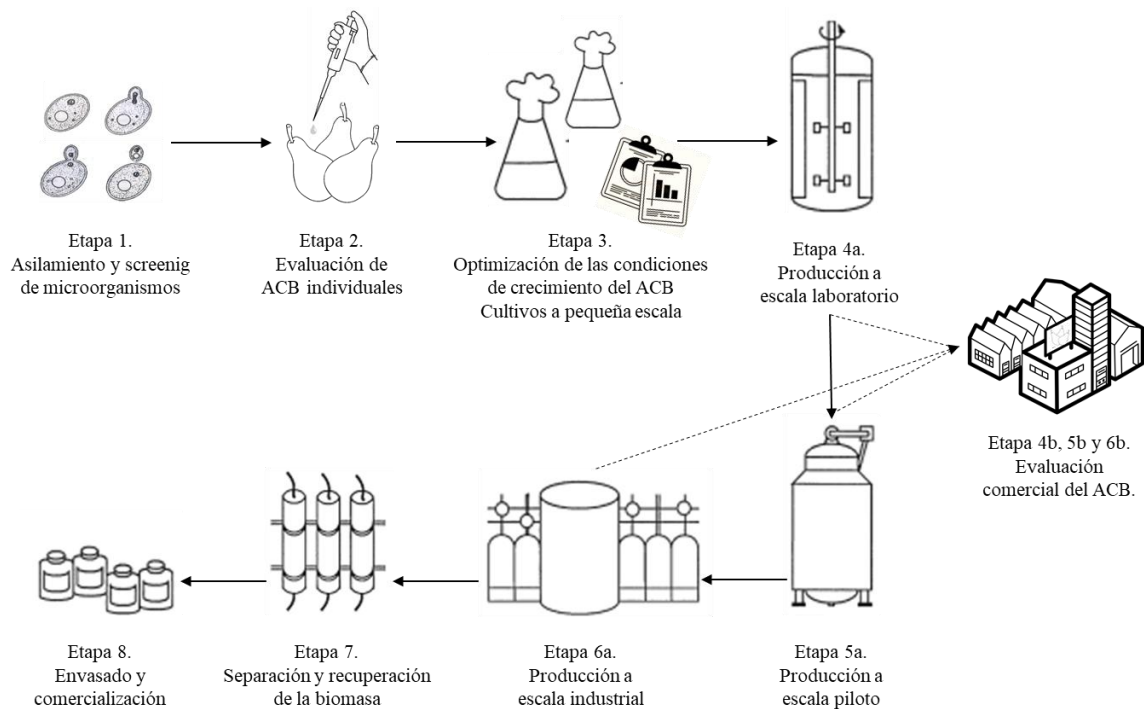 Etapa 1.
Asilamiento y screenig
de microorganismos
Etapa 2.
Evaluación de
ACB individuales
Etapa 3.
Optimización de las condiciones
de crecimiento del ACB
Cultivos a pequeña escala
Etapa 4a.
Producción a
escala laboratorio
Etapa 4b, 5b y 6b.
Evaluación
comercial del ACB.
Etapa 8.
Envasado y
comercialización
Etapa 7.
Separación y recuperación
de la biomasa
Etapa 6a.
Producción a
escala industrial
Etapa 5a.
Producción a
escala piloto